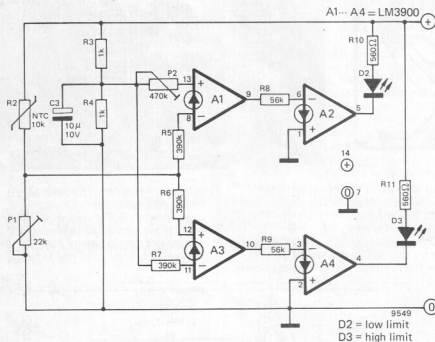 A1... A4 = LM3900
+
R3
1k
R10
560Ω
P2
470k
13
+
A1
9
R8
56k
6
−
A2
5
D2
R2
NTC
10k
C3
10µ
10V
R4
1k
8
−
1
+
R5
390k
14
+
R11
560Ω
R6
390k
0
7
P1
22k
12
+
A3
10
R9
56k
3
−
A4
4
D3
R7
390k
11
−
2
+
9549
0
D2 = low limit
D3 = high limit